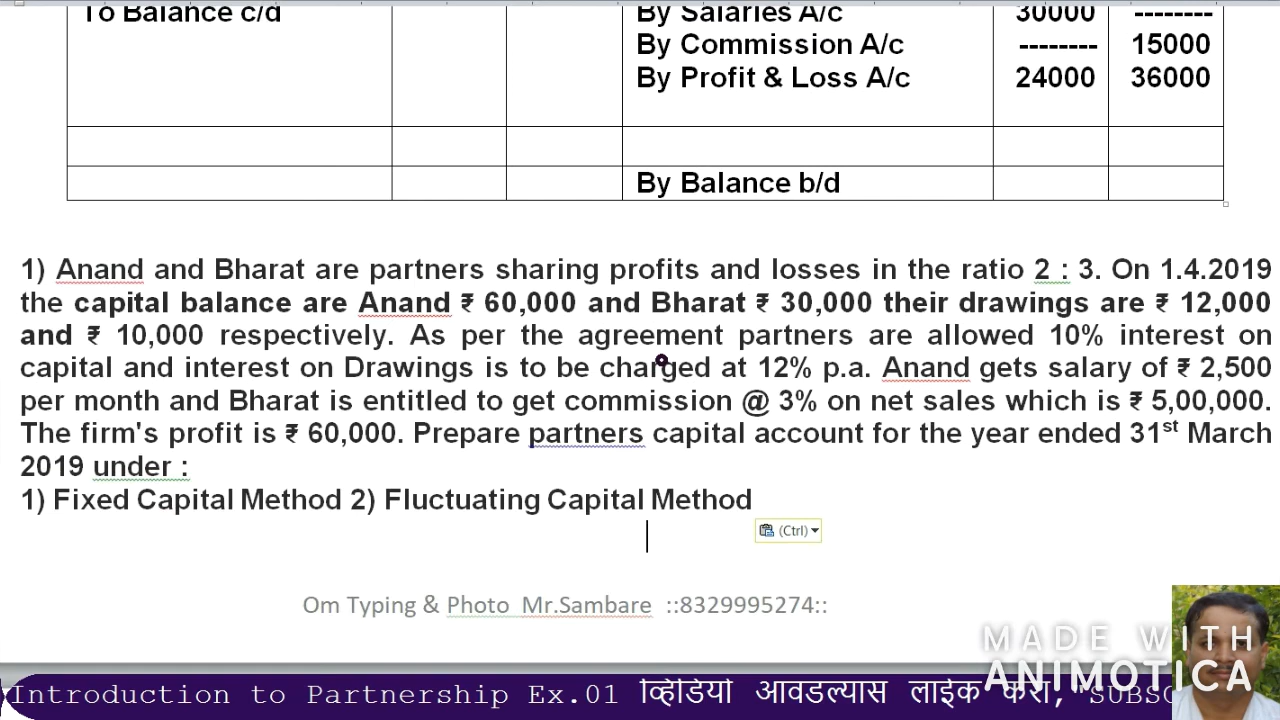 To Balance c/d By Salaries A/c 30000 --------
By Commission A/c -------- 15000
By Profit & Loss A/c 24000 36000
By Balance b/d
1) Anand and Bharat are partners sharing profits and losses in the ratio 2 : 3. On 1.4.2019
the capital balance are Anand ₹ 60,000 and Bharat ₹ 30,000 their drawings are ₹ 12,000
and ₹ 10,000 respectively. As per the agreement partners are allowed 10% interest on
capital and interest on Drawings is to be charged at 12% p.a. Anand gets salary of ₹ 2,500
per month and Bharat is entitled to get commission @ 3% on net sales which is ₹ 5,00,000.
The firm's profit is ₹ 60,000. Prepare partners capital account for the year ended 31st March
2019 under :
1) Fixed Capital Method 2) Fluctuating Capital Method
(Ctrl)
Om Typing & Photo Mr.Sambare ::8329995274::
MADE WITH
ANIMOTICA
Introduction to Partnership Ex.01 व्हिडियो आवडल्यास लाईक करा, "SUBSC